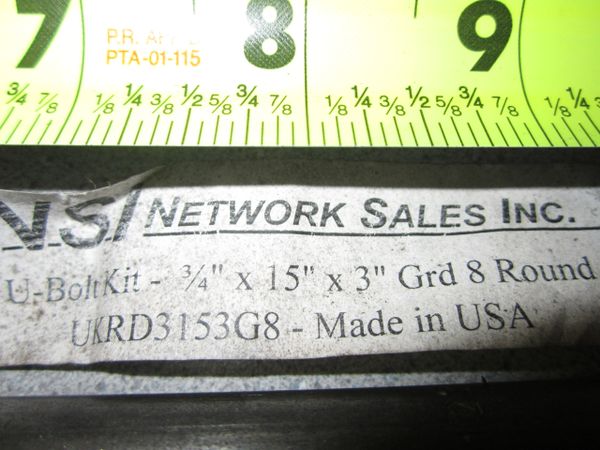 7 8 9
P.R. AP
PTA-01-115
3/4 7/8 1/8 1/4 3/8 1/2 5/8 3/4 7/8 1/8 1/4 3/8 1/2 5/8 3/4 7/8 1/8 1/4
NSI NETWORK SALES INC.
U-Bolt Kit - ¾" x 15" x 3" Grd 8 Round
UKRD3153G8 - Made in USA